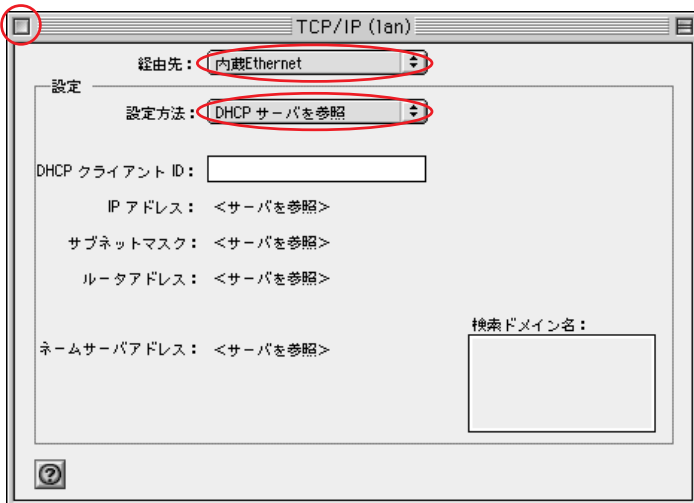 TCP/IP (lan)
経由先： 内蔵Ethernet
設定
設定方法： DHCP サーバを参照
DHCP クライアント ID：
IP アドレス： ＜サーバを参照＞
サブネットマスク： ＜サーバを参照＞
ルータアドレス： ＜サーバを参照＞
検索ドメイン名：
ネームサーバアドレス： ＜サーバを参照＞
?